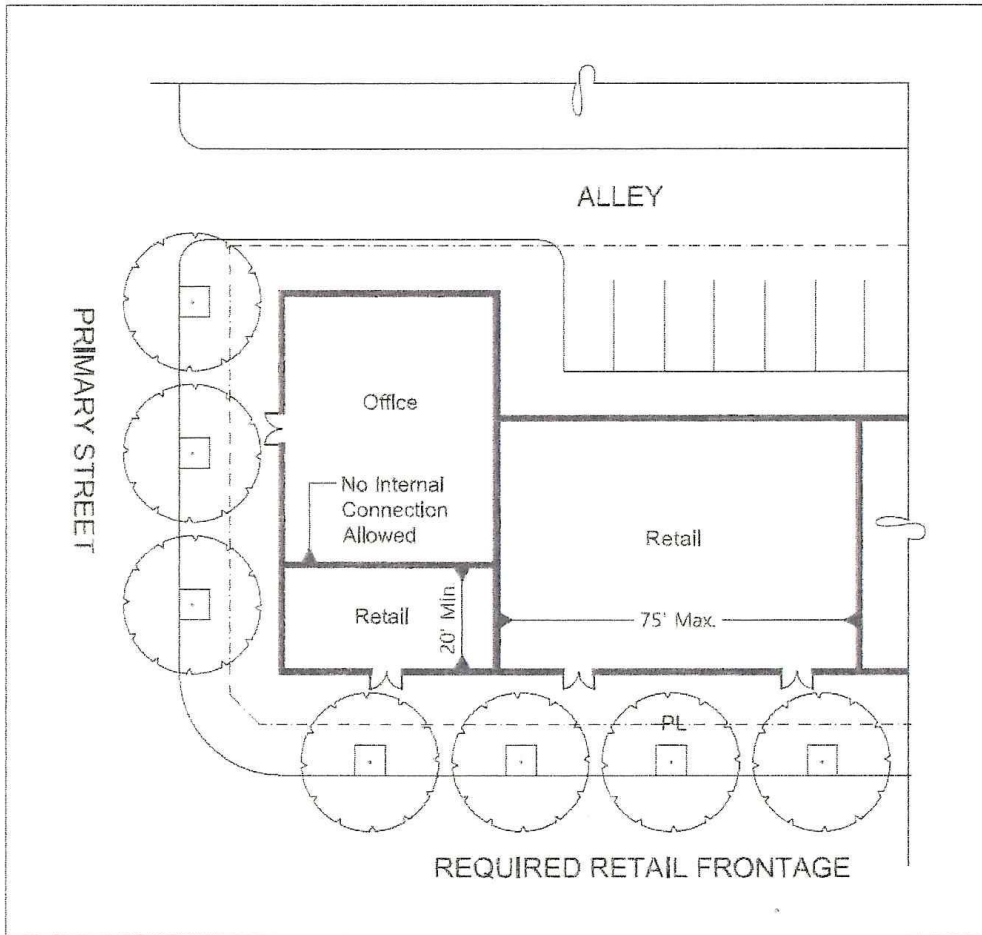 ALLEY
PRIMARY STREET
Office
No Internal
Connection
Allowed
Retail
Retail
20' Min
75' Max.
PL
REQUIRED RETAIL FRONTAGE